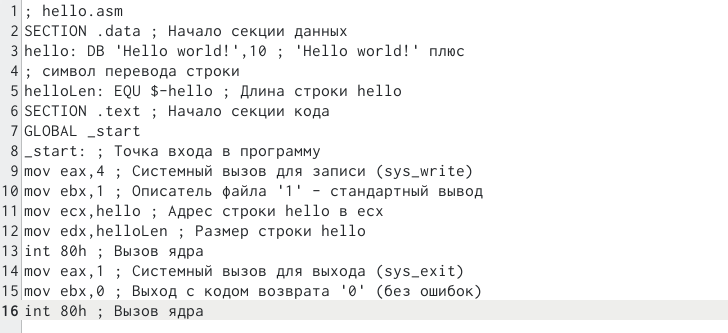 1 ; hello.asm
2 SECTION .data ; Начало секции данных
3 hello: DB 'Hello world!',10 ; 'Hello world!' плюс
4 ; символ перевода строки
5 helloLen: EQU $-hello ; Длина строки hello
6 SECTION .text ; Начало секции кода
7 GLOBAL _start
8 _start: ; Точка входа в программу
9 mov eax,4 ; Системный вызов для записи (sys_write)
10 mov ebx,1 ; Описатель файла '1' - стандартный вывод
11 mov ecx,hello ; Адрес строки hello в ecx
12 mov edx,helloLen ; Размер строки hello
13 int 80h ; Вызов ядра
14 mov eax,1 ; Системный вызов для выхода (sys_exit)
15 mov ebx,0 ; Выход с кодом возврата '0' (без ошибок)
16 int 80h ; Вызов ядра